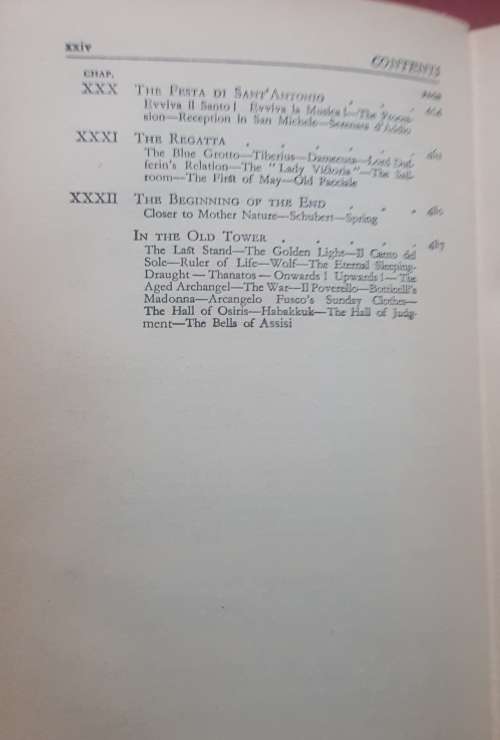 xxiv
CONTENTS
CHAP. PAGE
XXX THE FESTA DI SANT'ANTONIO . . .
Evviva il Santo! Evviva la Musica!—The Proces-
sion—Reception in San Michele—Serenata d'Addio
XXXI THE REGATTA . . . . . .
The Blue Grotto—Tiberius—Damecuta—Lord Duf-
ferin's Relation—The "Lady Victoria"—The Sail-
room—The First of May—Old Pacciale
XXXII THE BEGINNING OF THE END . . . 480
Closer to Mother Nature—Schubert—Spring
IN THE OLD TOWER . . . . . 487
The Last Stand—The Golden Light—Il Canto del
Sole—Ruler of Life—Wolf—The Eternal Sleeping-
Draught—Thanatos—Onwards! Upwards!—The
Aged Archangel—The War—Il Poverello—Botticelli's
Madonna—Arcangelo Fusco's Sunday Clothes—
The Hall of Osiris—Habakkuk—The Hall of Judg-
ment—The Bells of Assisi